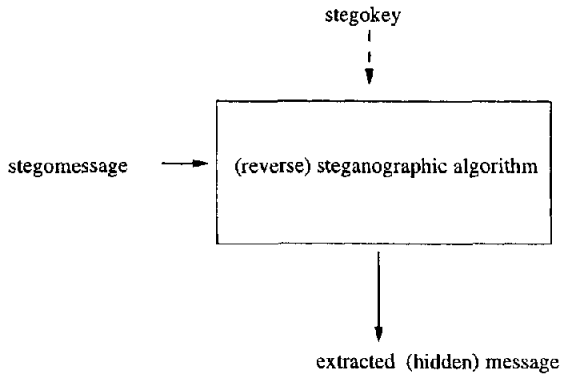 stegokey
stegomessage
(reverse) steganographic algorithm
extracted (hidden) message